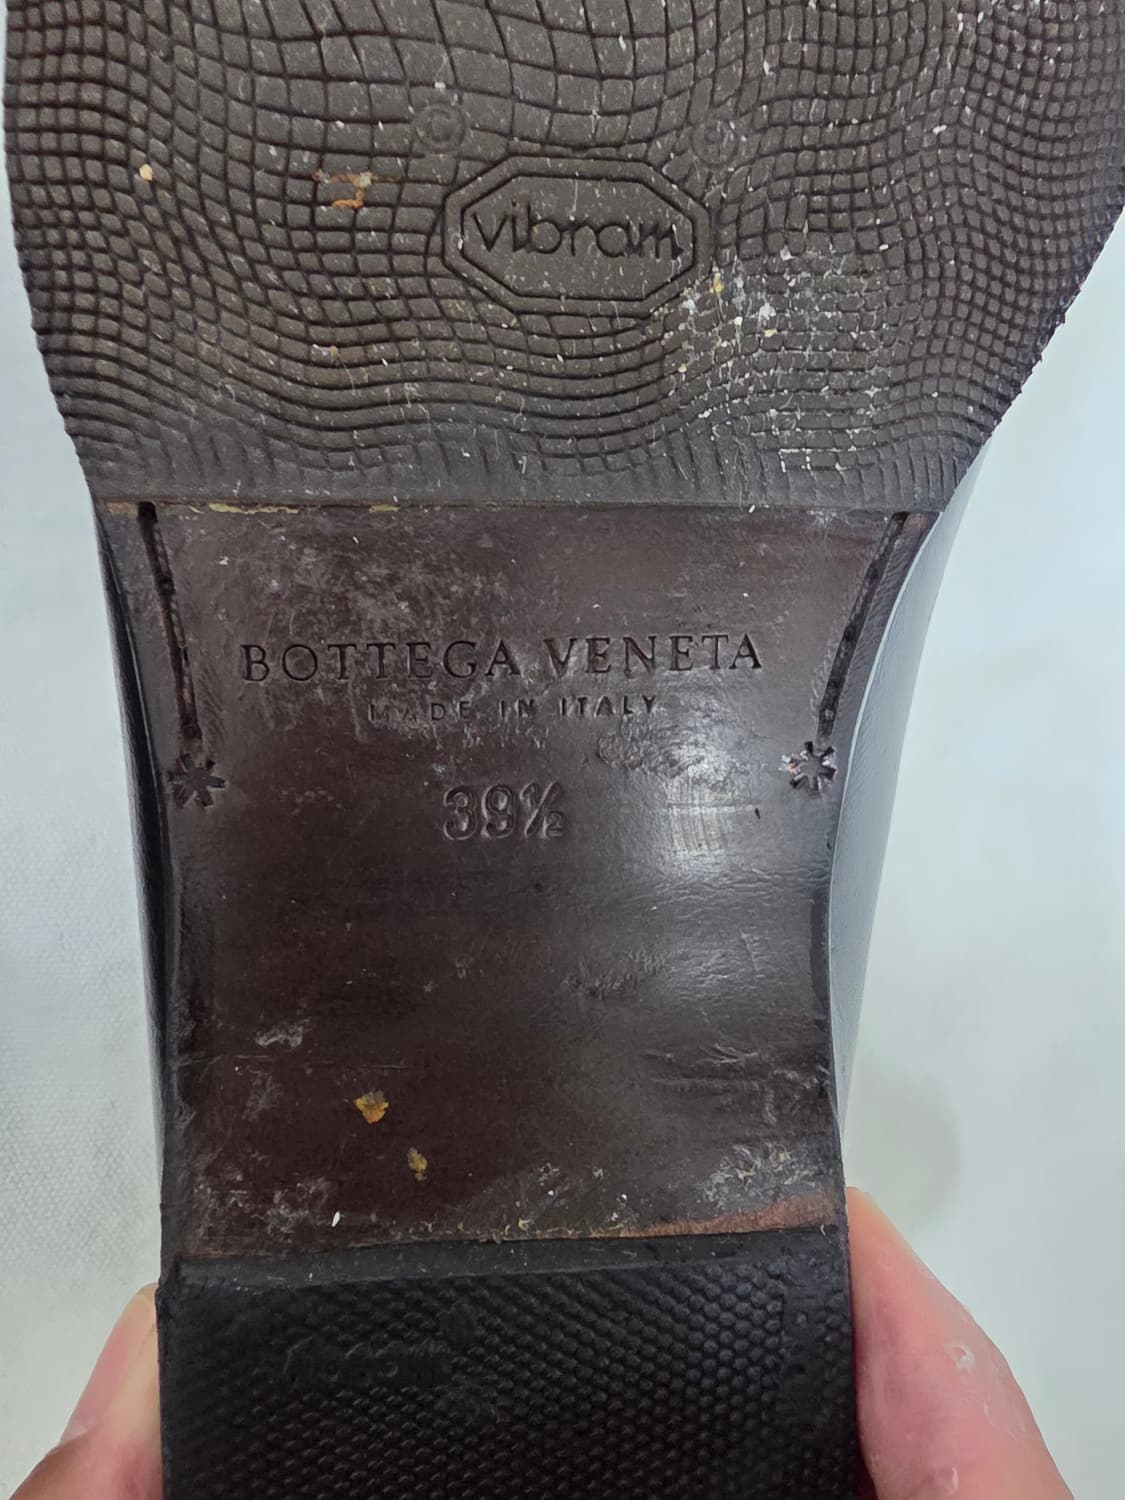 vibram
BOTTEGA VENETA
MADE IN ITALY
39½